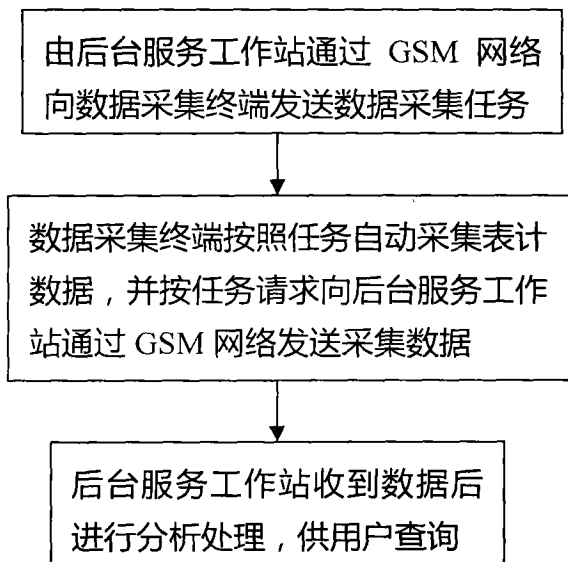 由后台服务工作站通过 GSM 网络
向数据采集终端发送数据采集任务
数据采集终端按照任务自动采集表计
数据，并按任务请求向后台服务工作
站通过 GSM 网络发送采集数据
后台服务工作站收到数据后
进行分析处理，供用户查询